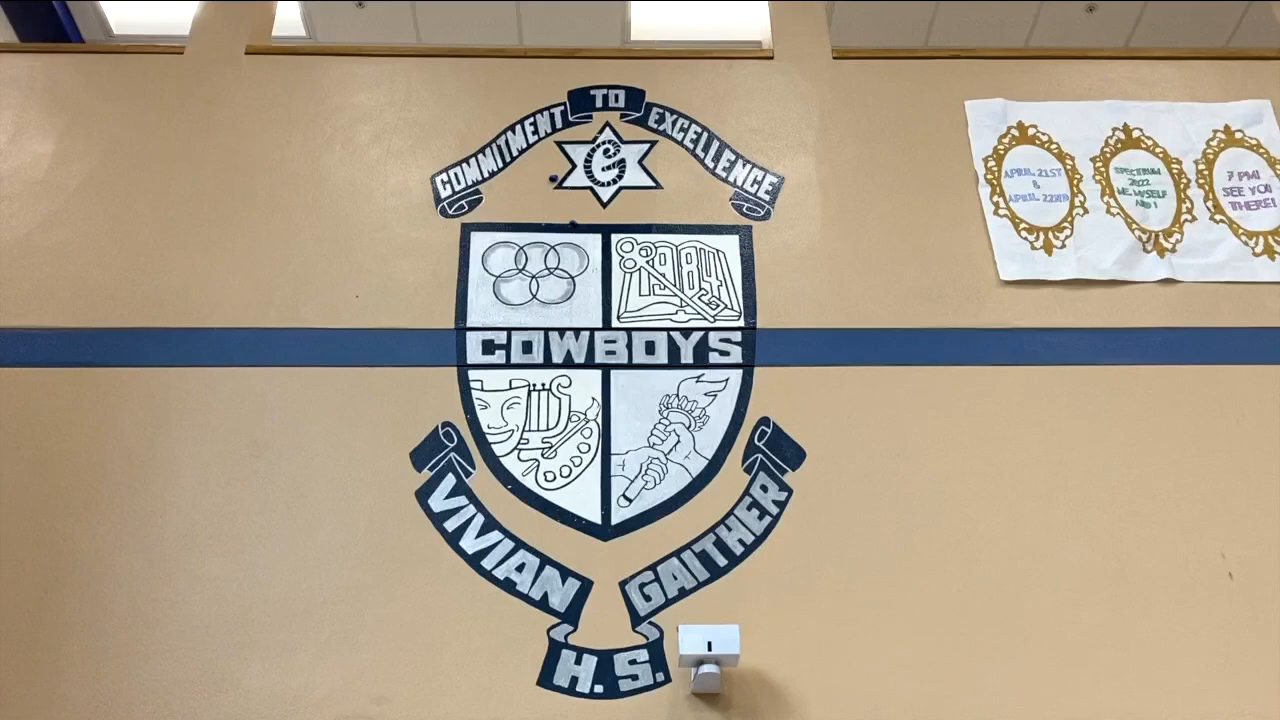 COMMITMENT TO EXCELLENCE
G
1984
COWBOYS
VIVIAN GAITHER
H. S.
APRIL 21ST
&
APRIL 22ND
SPECTRUM
2022
ME, MYSELF
AND I
7 PM!
SEE YOU
THERE!